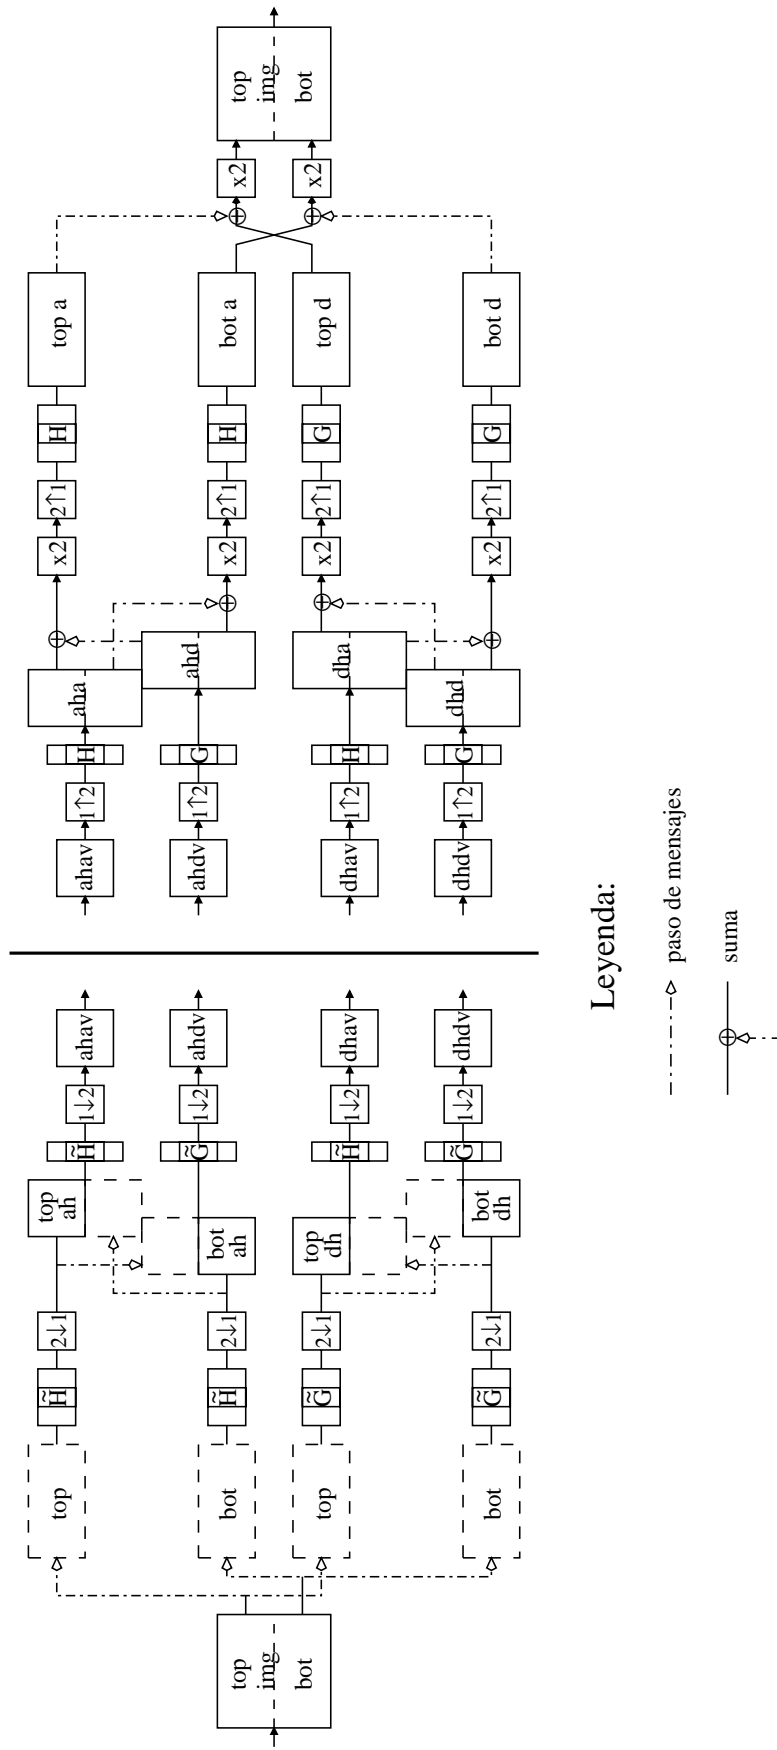 top
img
bot
top
H̃
2↓1
top
ah
H̃
1↓2
ahav
bot
H̃
2↓1
bot
ah
G̃
1↓2
ahdv
top
G̃
2↓1
top
dh
H̃
1↓2
dhav
bot
G̃
2↓1
bot
dh
G̃
1↓2
dhdv
ahav
1↑2
H
aha
x2
2↑1
H
top a
ahdv
1↑2
G
ahd
x2
2↑1
H
bot a
dhav
1↑2
H
dha
x2
2↑1
G
top d
dhdv
1↑2
G
dhd
x2
2↑1
G
bot d
x2
x2
top
img
bot
Leyenda:
paso de mensajes
suma